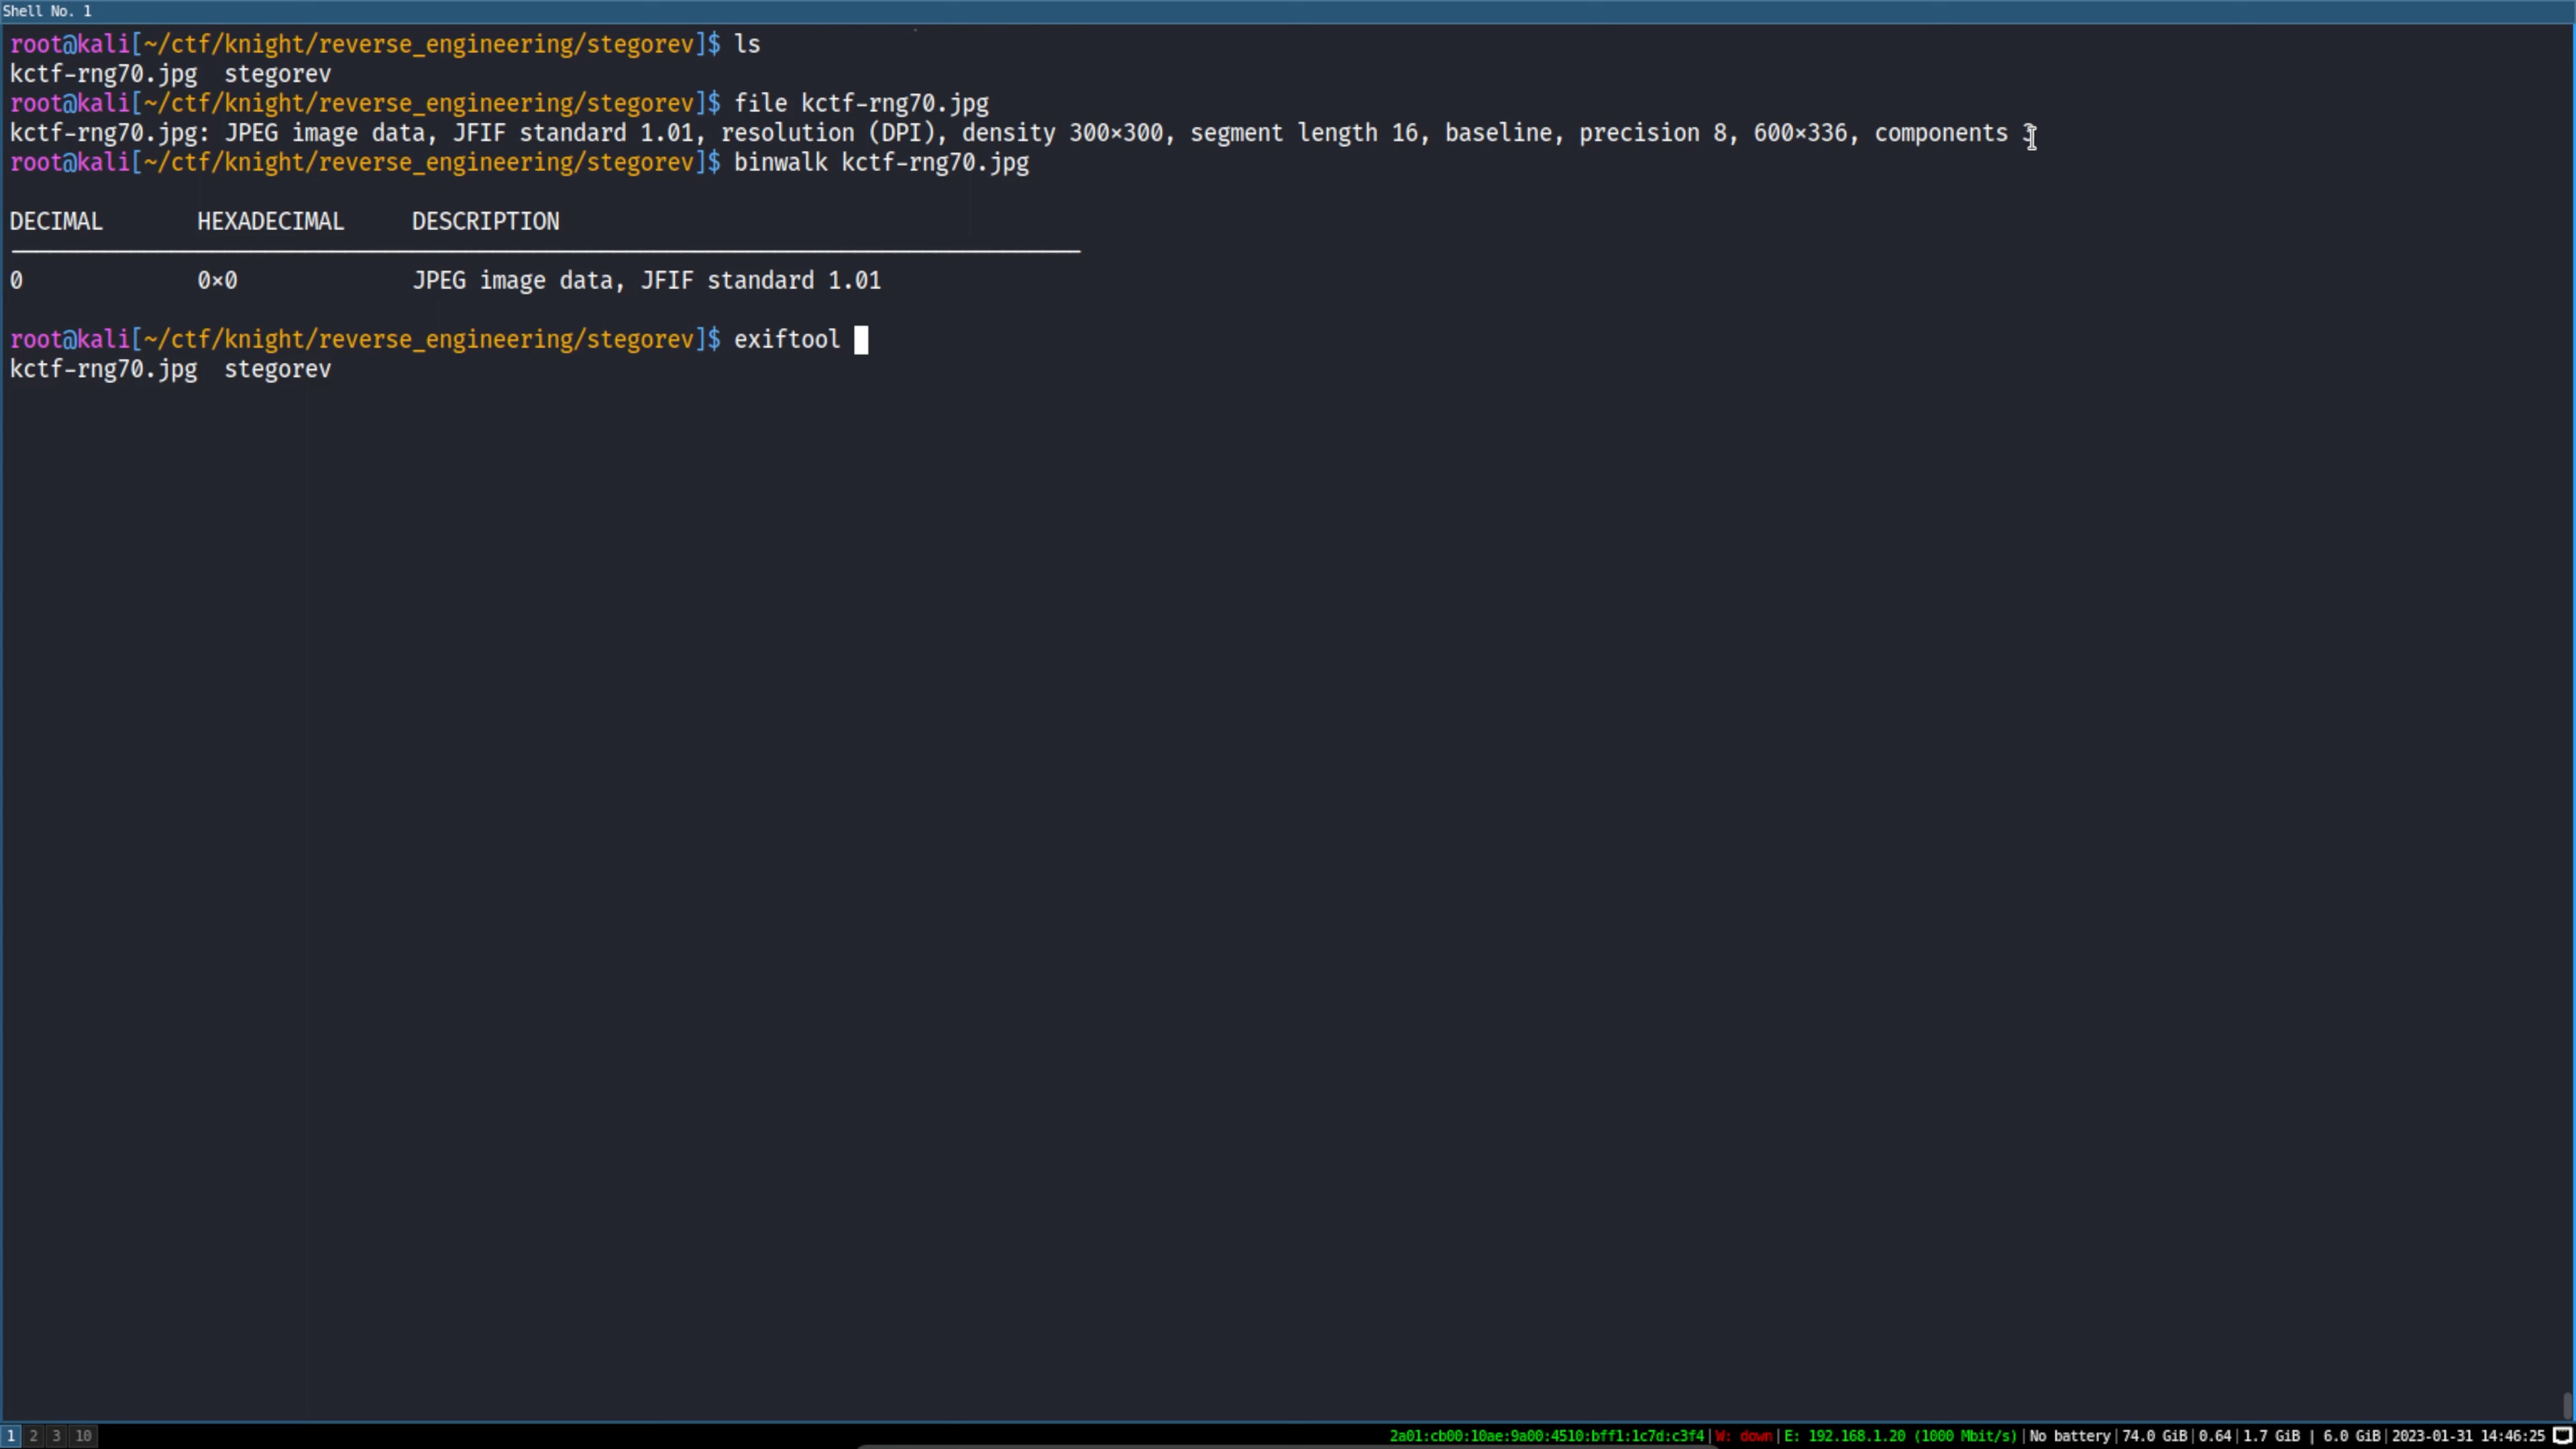 Shell No. 1
root@kali[~/ctf/knight/reverse_engineering/stegorev]$ ls
kctf-rng70.jpg  stegorev
root@kali[~/ctf/knight/reverse_engineering/stegorev]$ file kctf-rng70.jpg
kctf-rng70.jpg: JPEG image data, JFIF standard 1.01, resolution (DPI), density 300×300, segment length 16, baseline, precision 8, 600×336, components 3
root@kali[~/ctf/knight/reverse_engineering/stegorev]$ binwalk kctf-rng70.jpg
DECIMAL       HEXADECIMAL     DESCRIPTION
0             0×0             JPEG image data, JFIF standard 1.01
root@kali[~/ctf/knight/reverse_engineering/stegorev]$ exiftool
kctf-rng70.jpg  stegorev
1 2 3 10 2a01:cb00:10ae:9a00:4510:bff1:1c7d:c3f4|W: down|E: 192.168.1.20 (1000 Mbit/s)|No battery|74.0 GiB|0.64|1.7 GiB | 6.0 GiB|2023-01-31 14:46:25